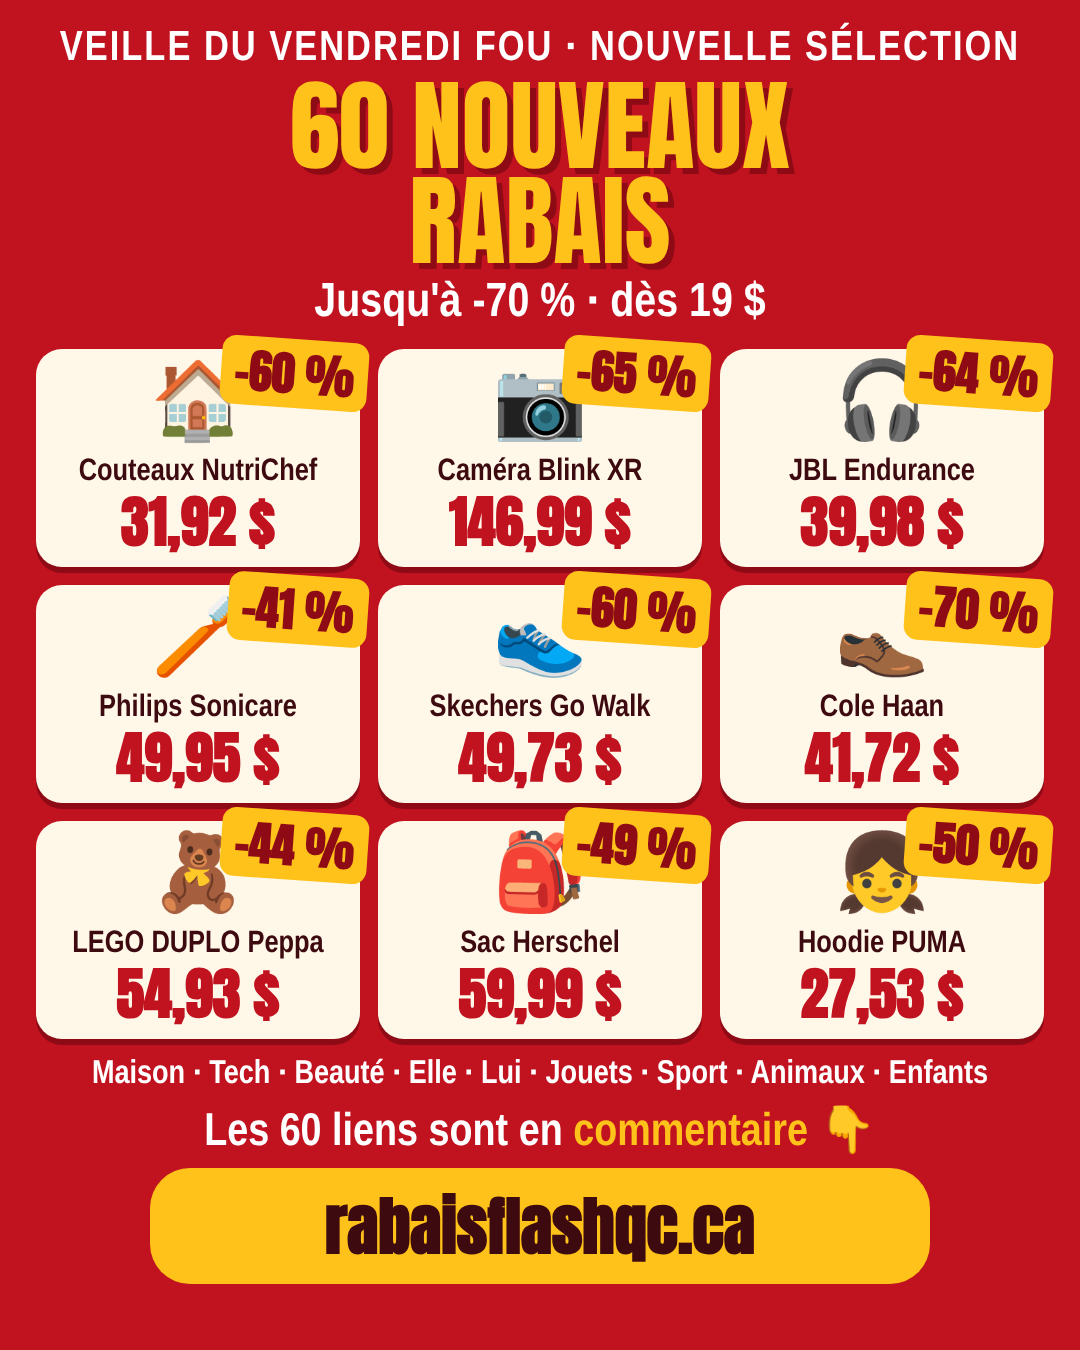 VEILLE DU VENDREDI FOU · NOUVELLE SÉLECTION
60 NOUVEAUX
RABAIS
Jusqu'à -70 % · dès 19 $
-60 %
Couteaux NutriChef
31,92 $
-65 %
Caméra Blink XR
146,99 $
-64 %
JBL Endurance
39,98 $
-41 %
Philips Sonicare
49,95 $
-60 %
Skechers Go Walk
49,73 $
-70 %
Cole Haan
41,72 $
-44 %
LEGO DUPLO Peppa
54,93 $
-49 %
Sac Herschel
59,99 $
-50 %
Hoodie PUMA
27,53 $
Maison · Tech · Beauté · Elle · Lui · Jouets · Sport · Animaux · Enfants
Les 60 liens sont en commentaire 👇
rabaisflashqc.ca